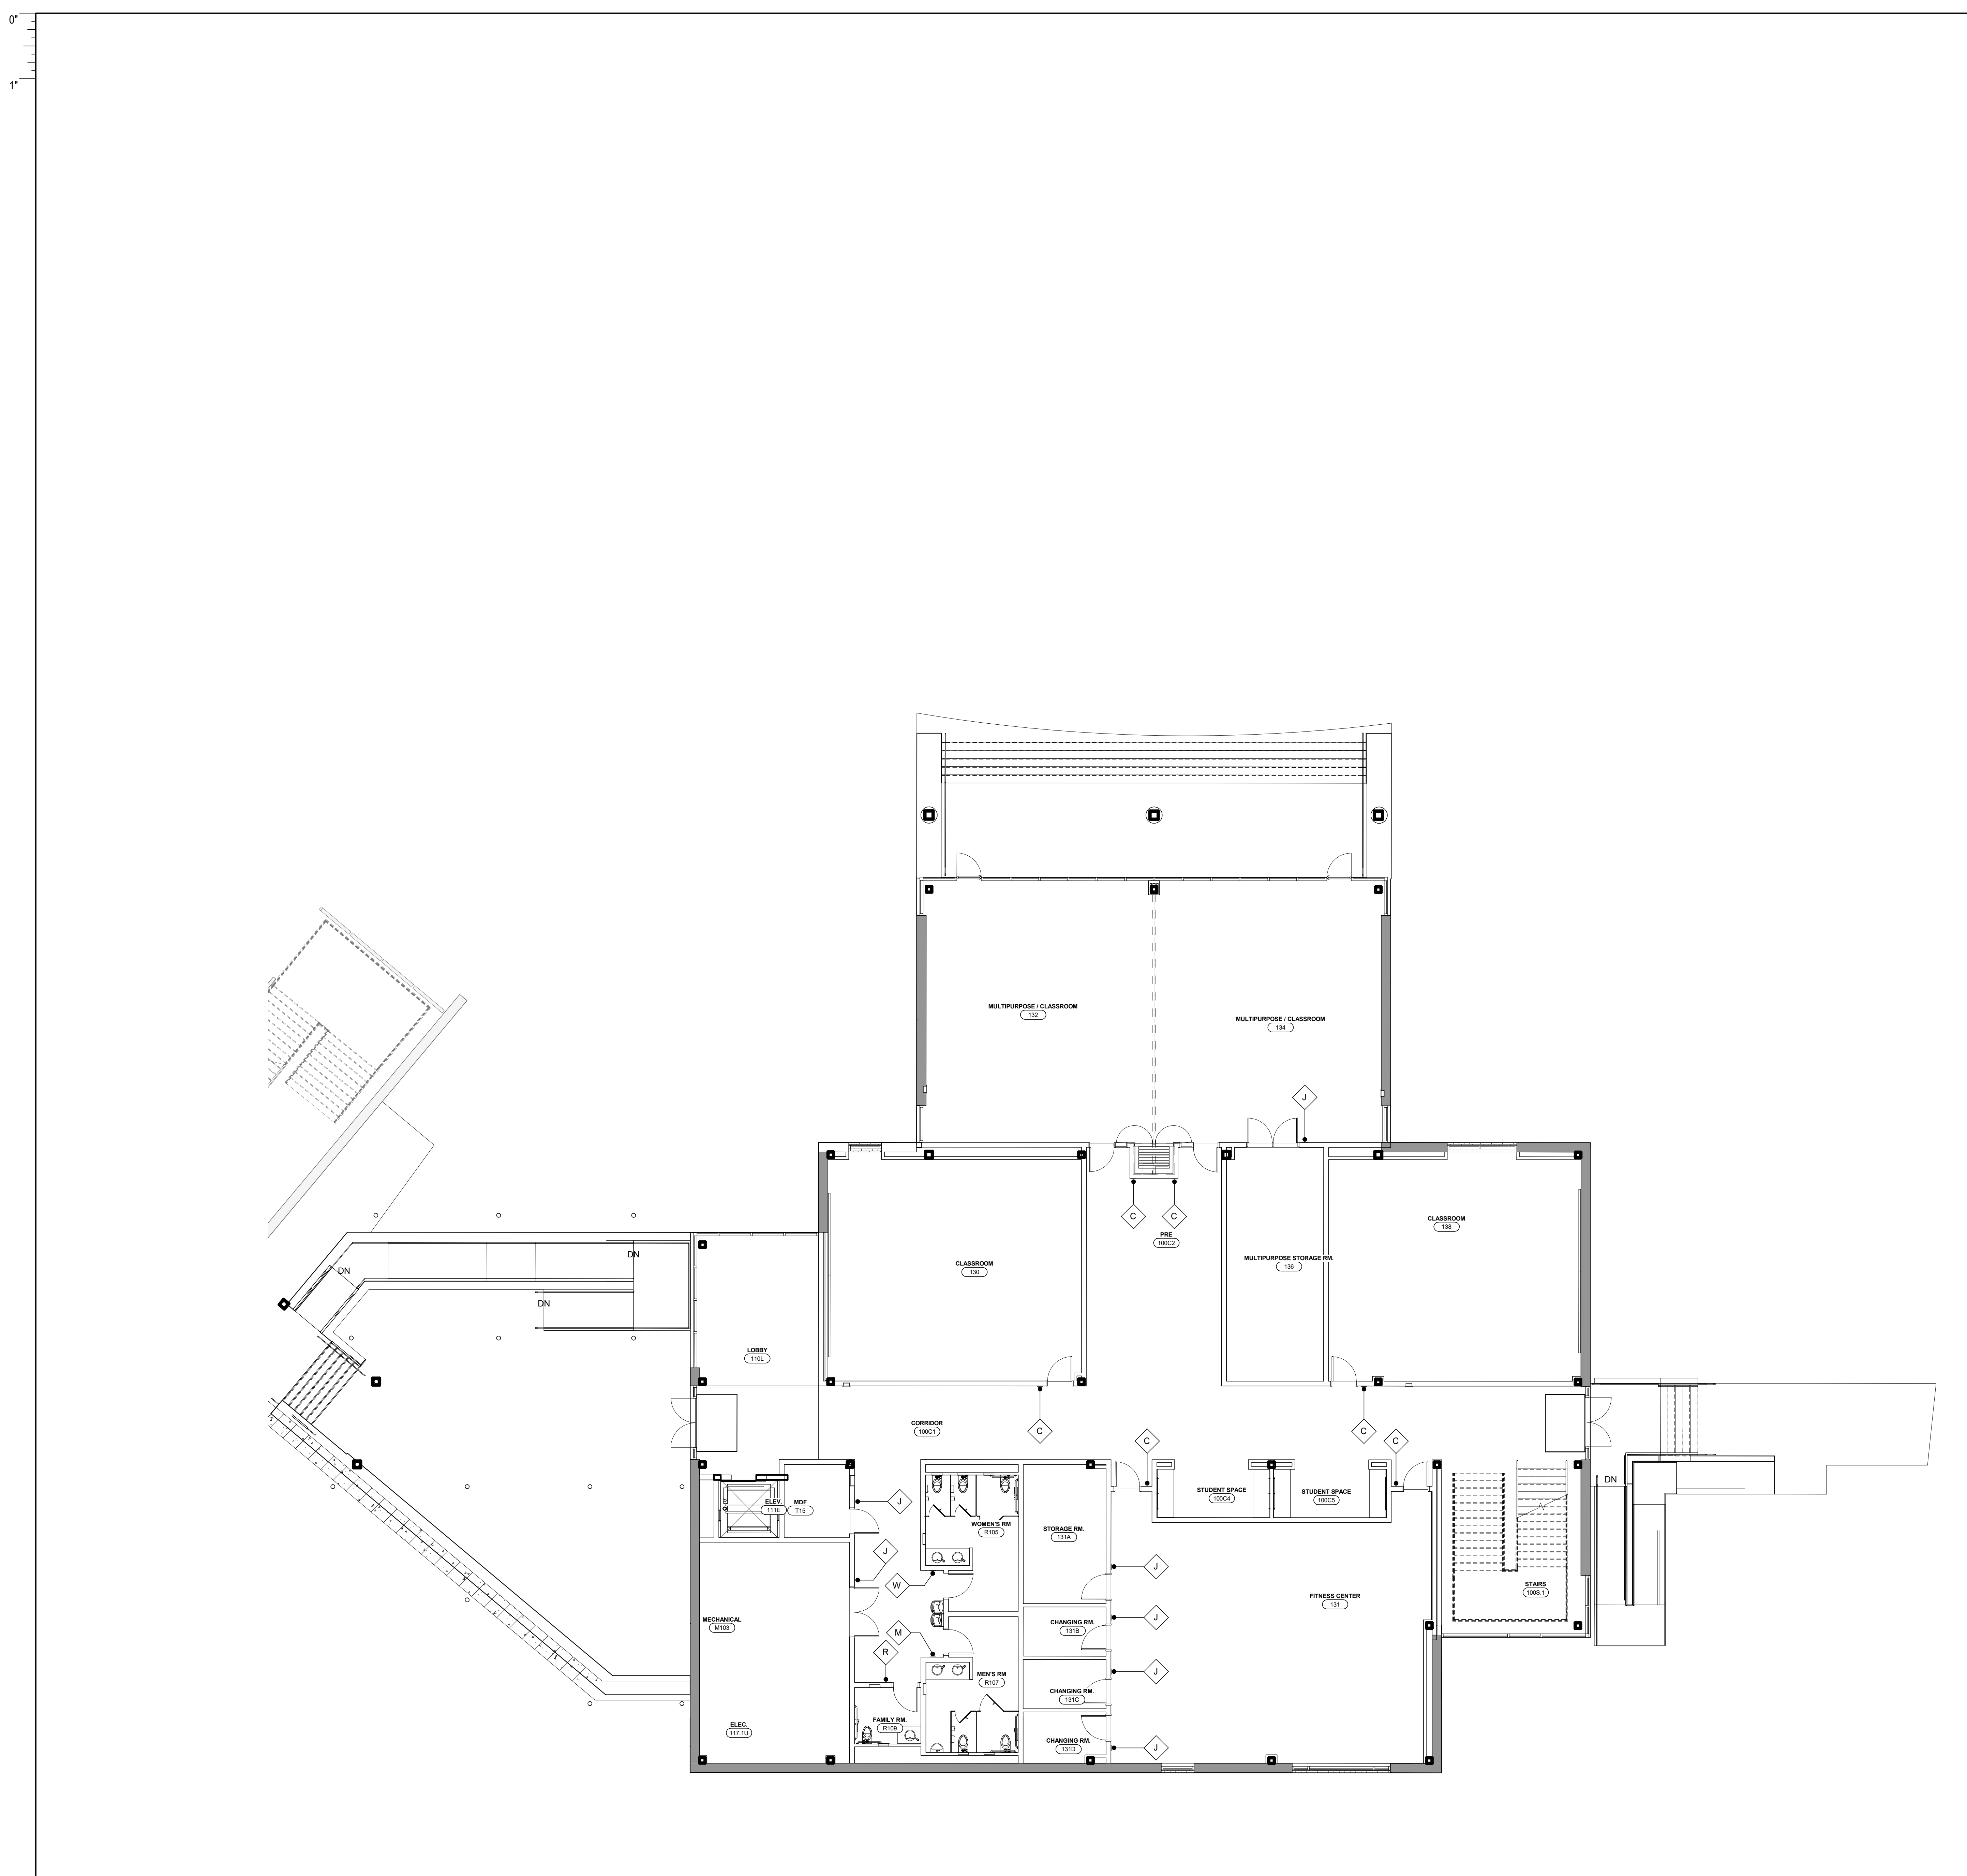 0"
1"
MULTIPURPOSE / CLASSROOM
132
MULTIPURPOSE / CLASSROOM
134
J
C
C
PRE
100C2
CLASSROOM
138
MULTIPURPOSE STORAGE RM.
136
CLASSROOM
130
DN
DN
DN
LOBBY
110L
CORRIDOR
100C1
C
C
C
C
STUDENT SPACE
100C4
STUDENT SPACE
100C5
DN
ELEV.
111E
MDF
T15
J
WOMEN'S RM
R105
STORAGE RM.
131A
J
J
W
STAIRS
100S.1
FITNESS CENTER
131
MECHANICAL
M103
M
R
CHANGING RM.
131B
J
MEN'S RM
R107
CHANGING RM.
131C
J
ELEC.
117.1U
FAMILY RM.
R109
CHANGING RM.
131D
J